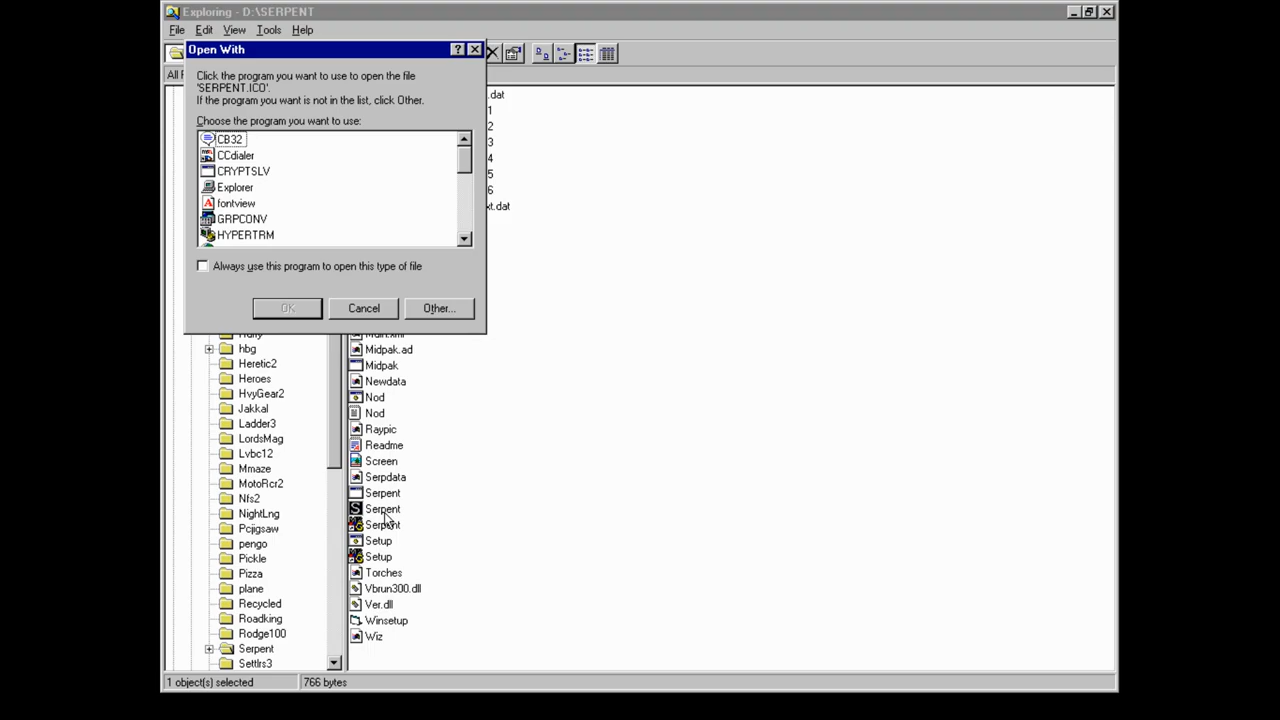 Exploring - D:\SERPENT
File Edit View Tools Help
Open With
All
Click the program you want to use to open the file
'SERPENT.ICO'.
If the program you want is not in the list, click Other.
Choose the program you want to use:
CB32
CCdialer
CRYPTSLV
Explorer
fontview
GRPCONV
HYPERTRM
Always use this program to open this type of file
OK Cancel Other...
.dat
1
2
3
4
5
6
xt.dat
hbg
Heretic2
Heroes
HvyGear2
Jakkal
Ladder3
LordsMag
Lvbc12
Mmaze
MotoRcr2
Nfs2
NightLng
Pcjigsaw
pengo
Pickle
Pizza
plane
Recycled
Roadking
Rodge100
Serpent
Settlrs3
Midpak.ad
Midpak
Newdata
Nod
Nod
Raypic
Readme
Screen
Serpdata
Serpent
Serpent
Serpent
Setup
Setup
Torches
Vbrun300.dll
Ver.dll
Winsetup
Wiz
1 object(s) selected 766 bytes